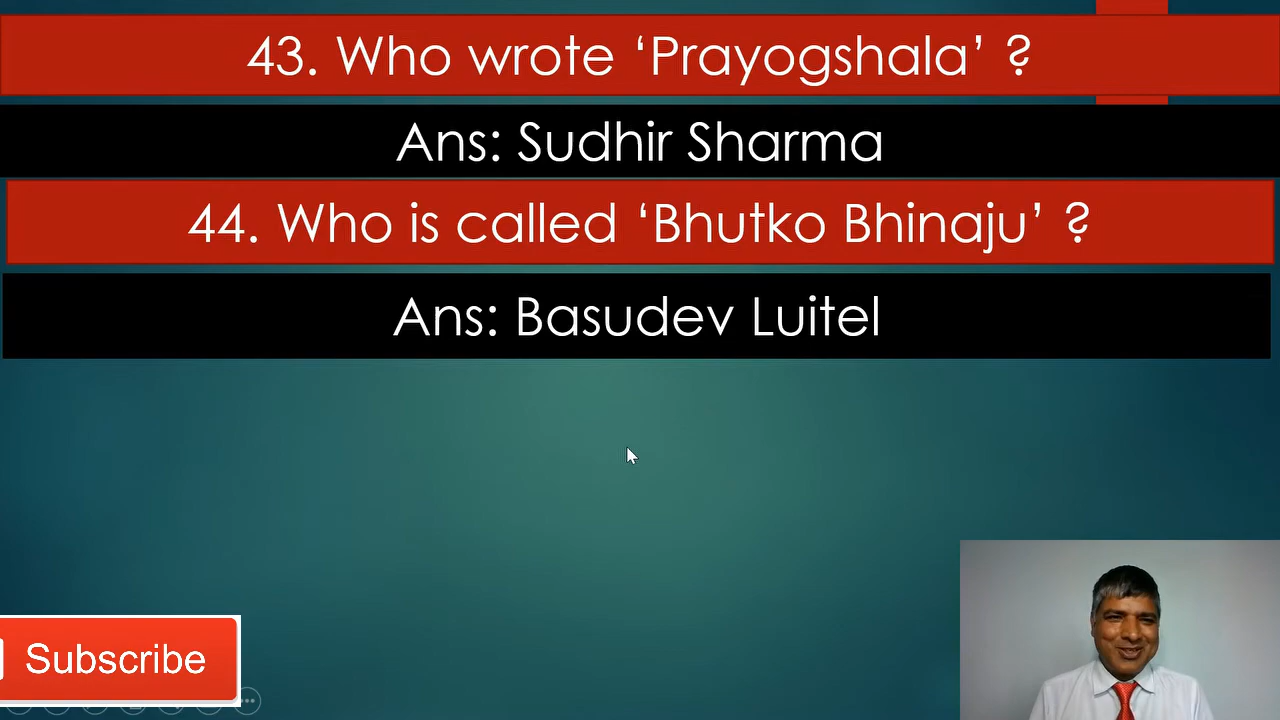 43. Who wrote ‘Prayogshala’ ?
Ans: Sudhir Sharma
44. Who is called ‘Bhutko Bhinaju’ ?
Ans: Basudev Luitel
Subscribe